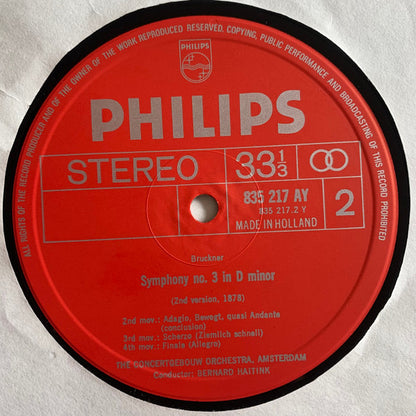 ALL RIGHTS OF THE RECORD PRODUCER AND OF THE OWNER OF THE WORK REPRODUCED RESERVED. COPYING, PUBLIC PERFORMANCE AND BROADCASTING OF THIS RECORD PROHIBITED
PHILIPS
PHILIPS
STEREO 33 1/3
835 217 AY
835 217.2 Y
MADE IN HOLLAND 2
Bruckner
Symphony no. 3 in D minor
(2nd version, 1878)
2nd mov.: Adagio, Bewegt. quasi Andante
(conclusion)
3rd mov.: Scherzo (Ziemlich schnell)
4th mov.: Finale (Allegro)
THE CONCERTGEBOUW ORCHESTRA, AMSTERDAM
Conductor: BERNARD HAITINK